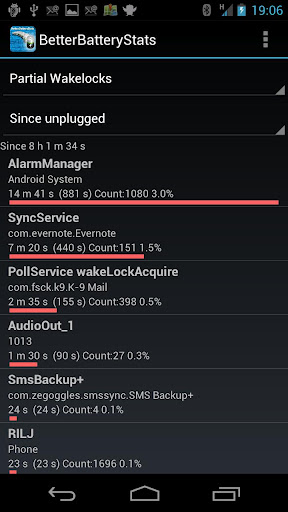 19:06
BetterBatteryStats
Partial Wakelocks
Since unplugged
Since 8 h 1 m 34 s
AlarmManager
Android System
14 m 41 s (881 s) Count:1080 3.0%
SyncService
com.evernote.Evernote
7 m 20 s (440 s) Count:151 1.5%
PollService wakeLockAcquire
com.fsck.k9.K-9 Mail
2 m 35 s (155 s) Count:398 0.5%
AudioOut_1
1013
1 m 30 s (90 s) Count:27 0.3%
SmsBackup+
com.zegoggles.smssync.SMS Backup+
24 s (24 s) Count:4 0.1%
RILJ
Phone
23 s (23 s) Count:1696 0.1%